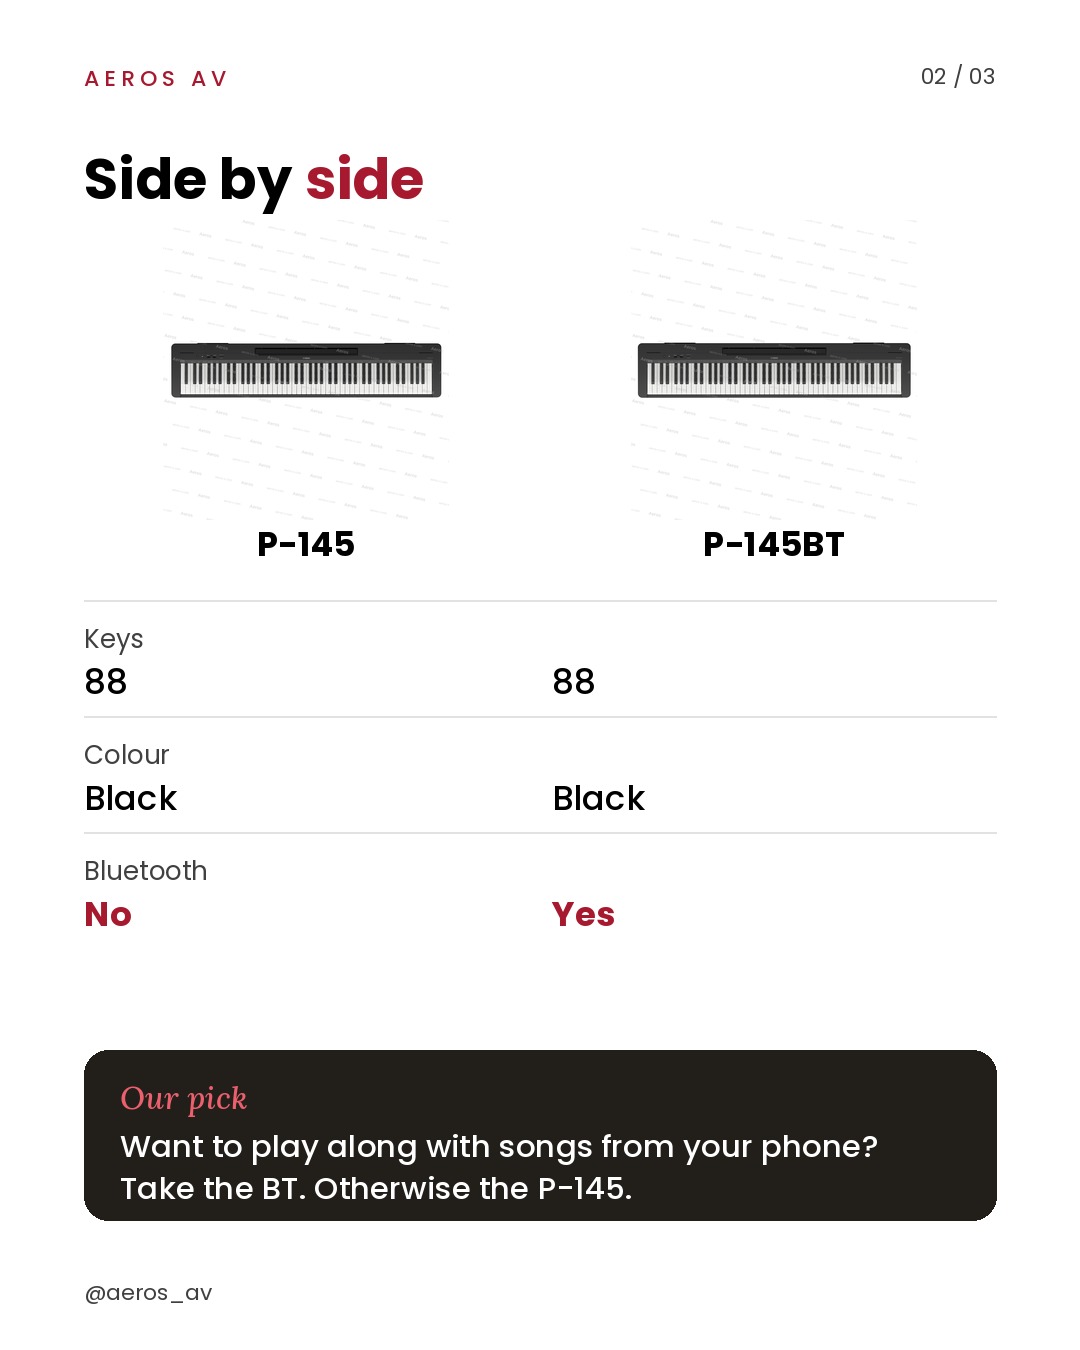 AEROS AV
02 / 03
Side by side
P-145
P-145BT
Keys
88
88
Colour
Black
Black
Bluetooth
No
Yes
Our pick
Want to play along with songs from your phone?
Take the BT. Otherwise the P-145.
@aeros_av